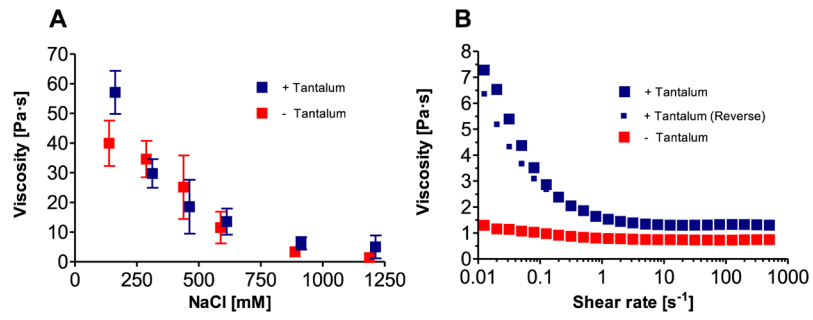 A
Viscosity [Pa·s]
70
60
50
40
30
20
10
0
0
250
500
750
1000
1250
NaCl [mM]
+ Tantalum
- Tantalum
B
Viscosity [Pa·s]
8
7
6
5
4
3
2
1
0
0.01
0.1
1
10
100
1000
Shear rate [s⁻¹]
+ Tantalum
+ Tantalum (Reverse)
- Tantalum